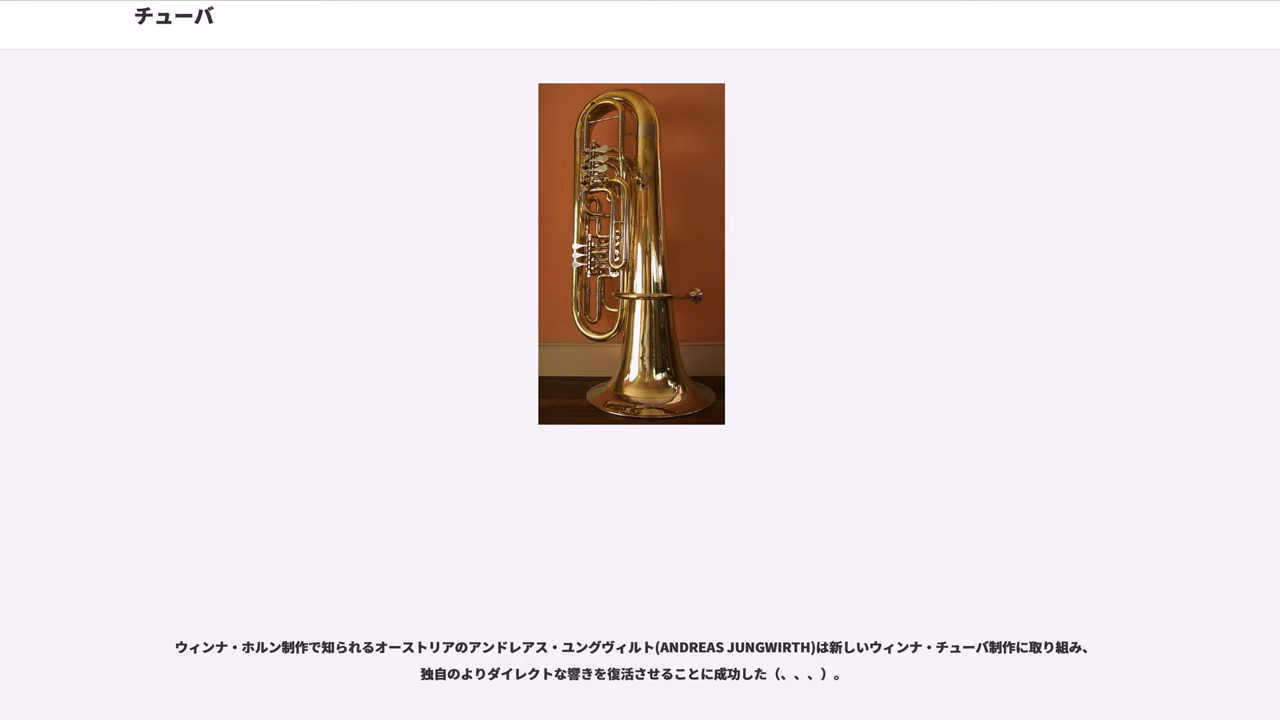 チューバ
ウィンナ・ホルン制作で知られるオーストリアのアンドレアス・ユングヴィルト(ANDREAS JUNGWIRTH)は新しいウィンナ・チューバ制作に取り組み、
独自のよりダイレクトな響きを復活させることに成功した（、、、）。